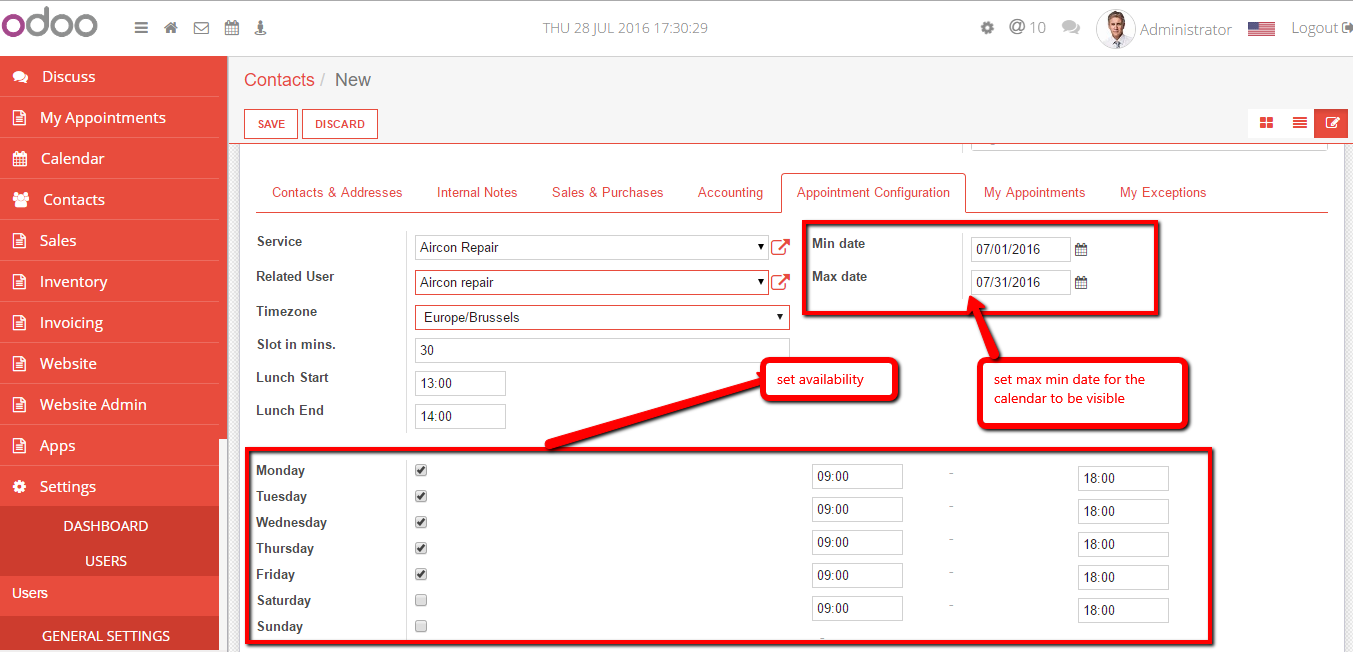 odoo
THU 28 JUL 2016 17:30:29
@ 10
Administrator
Logout
Discuss
My Appointments
Calendar
Contacts
Sales
Inventory
Invoicing
Website
Website Admin
Apps
Settings
DASHBOARD
USERS
Users
GENERAL SETTINGS
Contacts / New
SAVE DISCARD
Contacts & Addresses Internal Notes Sales & Purchases Accounting Appointment Configuration My Appointments My Exceptions
Service Aircon Repair
Related User Aircon repair
Timezone Europe/Brussels
Slot in mins. 30
Lunch Start 13:00
Lunch End 14:00
Min date 07/01/2016
Max date 07/31/2016
set availability
set max min date for the
calendar to be visible
Monday 09:00 - 18:00
Tuesday 09:00 - 18:00
Wednesday 09:00 - 18:00
Thursday 09:00 - 18:00
Friday 09:00 - 18:00
Saturday
Sunday -